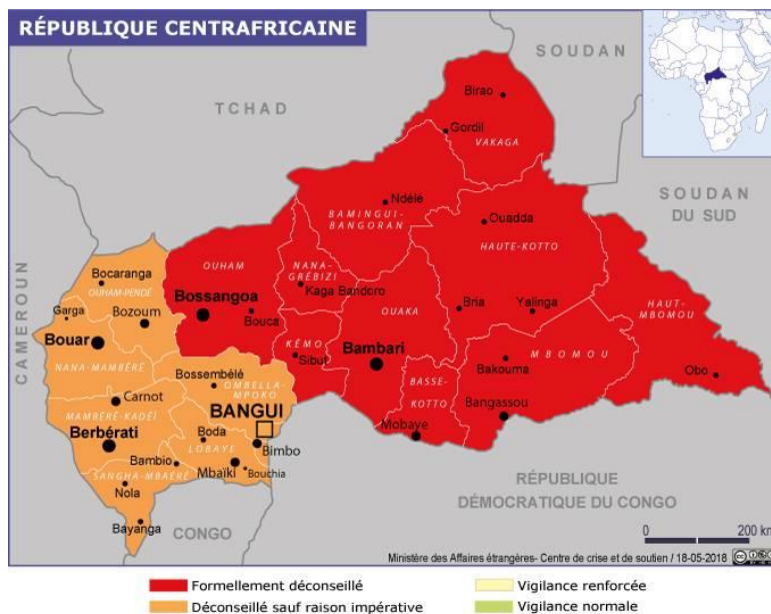 RÉPUBLIQUE CENTRAFRICAINE
SOUDAN
TCHAD
Birao
Gordil
VAKAGA
SOUDAN
DU SUD
Ndélé
BAMINGUI-
BANGORAN
Ouadda
HAUTE-KOTTO
CAMEROUN
Bocaranga
OUHAM-PENDÉ
OUHAM
NANA-
GRÉBIZI
Kaga Bandoro
Garga
Bozoum
Bossangoa
Bouca
OUAKA
Bria
Yalinga
HAUT-
MBOMOU
Bouar
NANA-MAMBÉRÉ
KÉMO
Sibut
Bambari
MBOMOU
Bakouma
Obo
Bossembélé
OMBELLA-
MPOKO
BASSE-
KOTTO
Carnot
MAMBÉRÉ-KADÉÏ
BANGUI
Bangassou
Berbérati
Boda
LOBAYE
Bimbo
Mobaye
Bambio
Mbaïki
Bouchia
SANGHA-MBAÉRÉ
Nola
Bayanga
CONGO
RÉPUBLIQUE
DÉMOCRATIQUE DU CONGO
0 200 km
Ministère des Affaires étrangères- Centre de crise et de soutien / 18-05-2018
Formellement déconseillé
Vigilance renforcée
Déconseillé sauf raison impérative
Vigilance normale